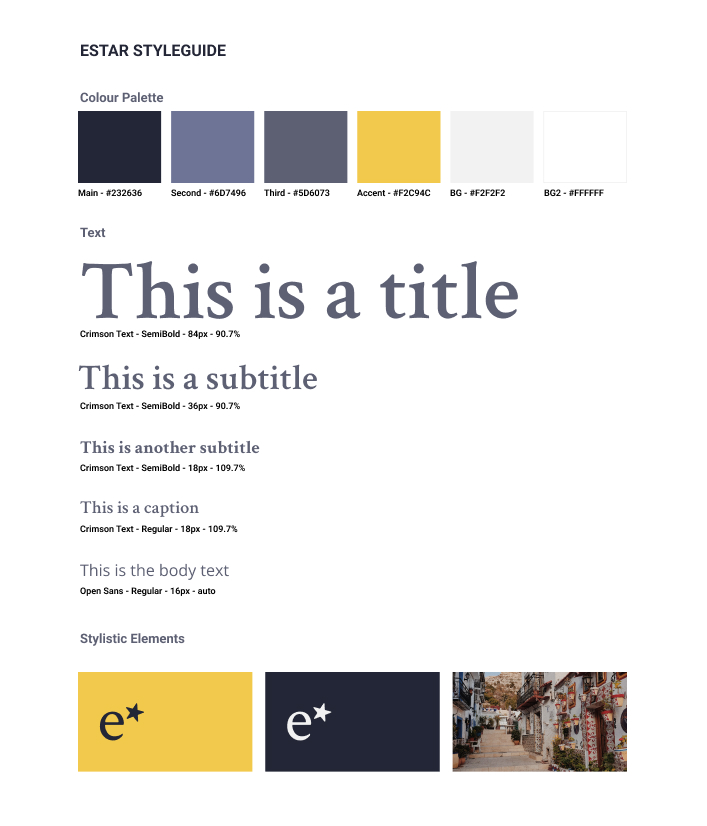 ESTAR STYLEGUIDE
Colour Palette
Main - #232636
Second - #6D7496
Third - #5D6073
Accent - #F2C94C
BG - #F2F2F2
BG2 - #FFFFFF
Text
This is a title
Crimson Text - SemiBold - 84px - 90.7%
This is a subtitle
Crimson Text - SemiBold - 36px - 90.7%
This is another subtitle
Crimson Text - SemiBold - 18px - 109.7%
This is a caption
Crimson Text - Regular - 18px - 109.7%
This is the body text
Open Sans - Regular - 16px - auto
Stylistic Elements
e★
e★